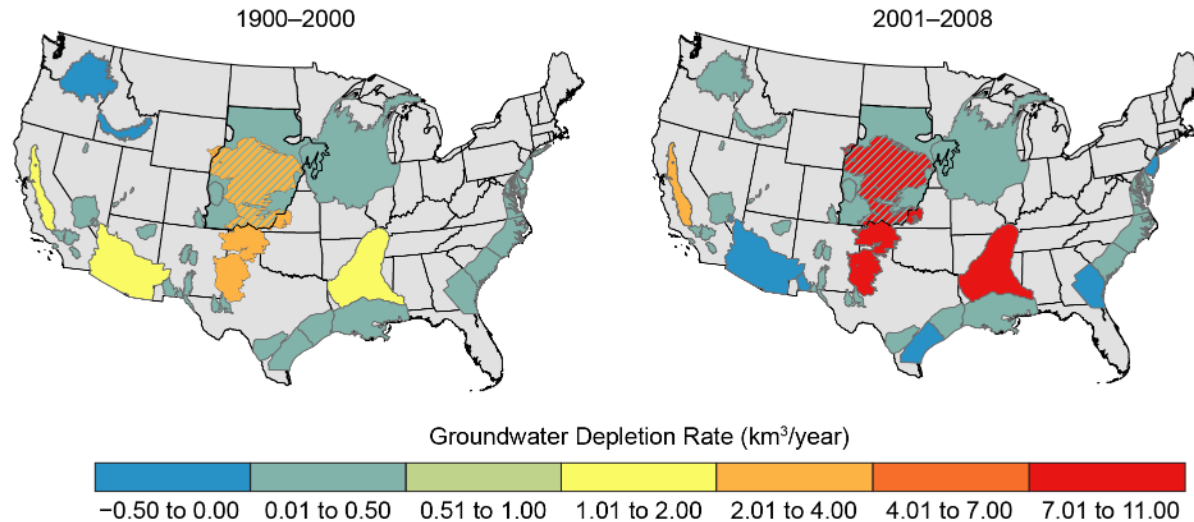 1900–2000
2001–2008
Groundwater Depletion Rate (km³/year)
−0.50 to 0.00
0.01 to 0.50
0.51 to 1.00
1.01 to 2.00
2.01 to 4.00
4.01 to 7.00
7.01 to 11.00